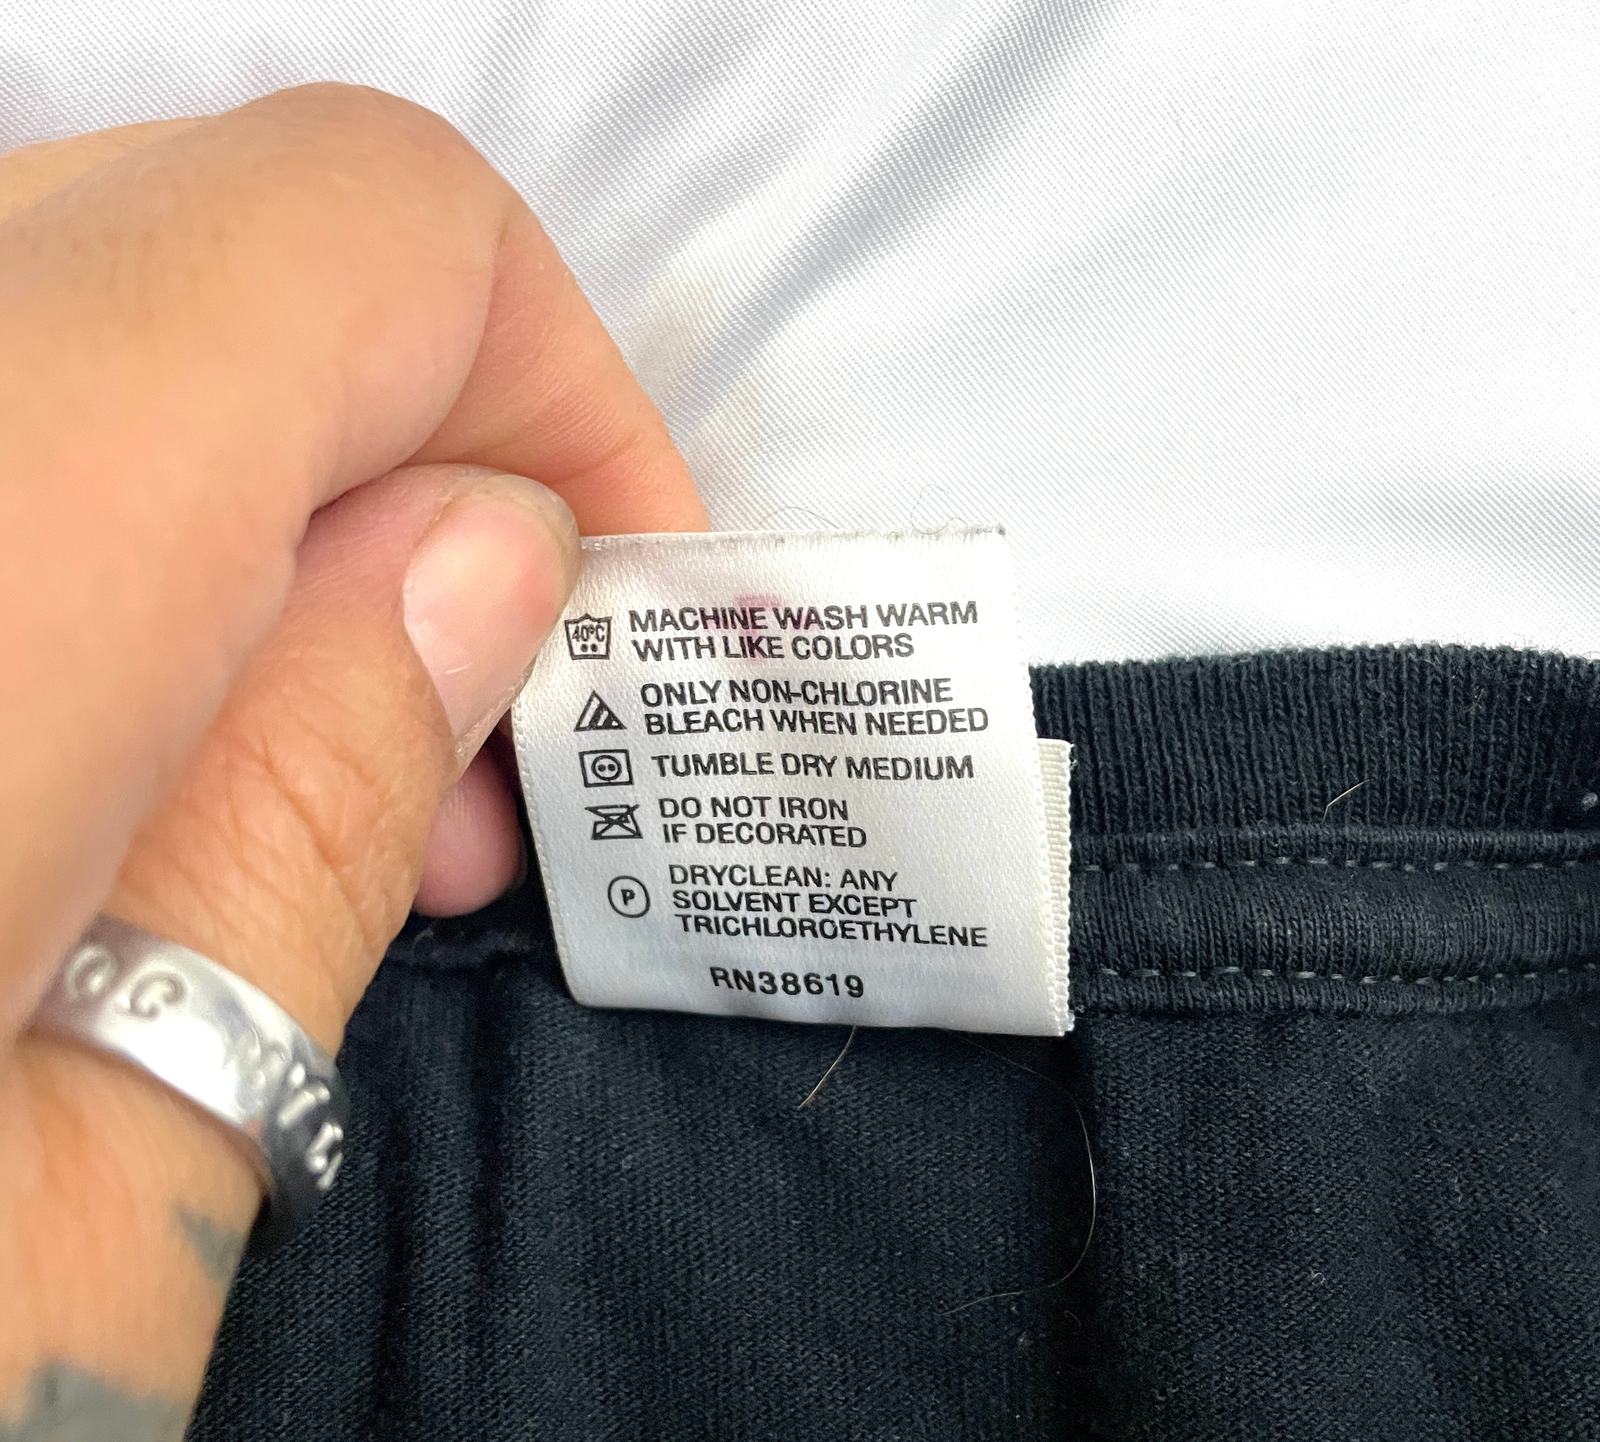 40°C
MACHINE WASH WARM
WITH LIKE COLORS
ONLY NON-CHLORINE
BLEACH WHEN NEEDED
TUMBLE DRY MEDIUM
DO NOT IRON
IF DECORATED
P
DRYCLEAN: ANY
SOLVENT EXCEPT
TRICHLOROETHYLENE
RN38619